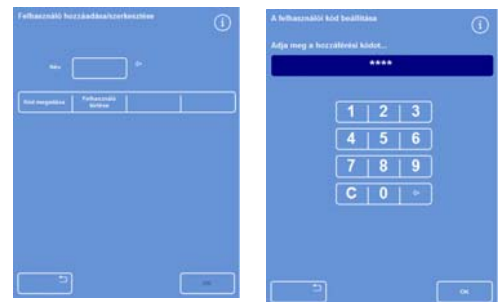 Felhasználó hozzáadása/szerkesztése
Név
Kód megadása
Felhasználó törlése
OK
A felhasználói kód beállítása
Adja meg a hozzáférési kódot...
****
1 2 3
4 5 6
7 8 9
C 0
OK